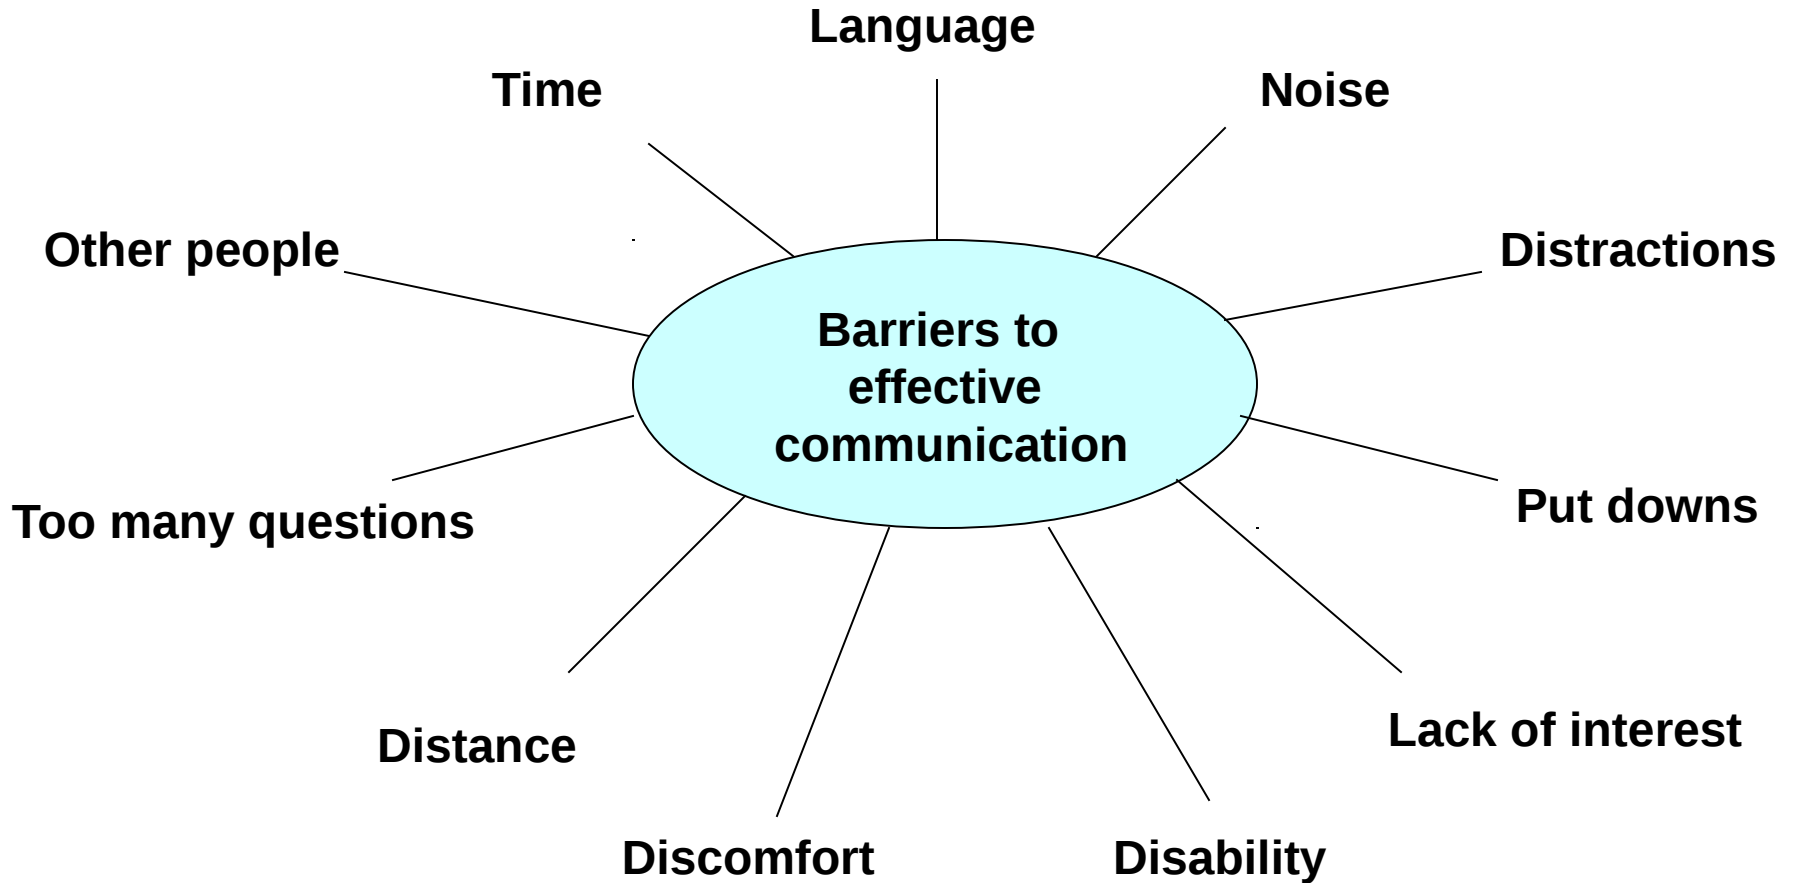 Language
Time
Noise
Other people
Distractions
Barriers to
effective
communication
Too many questions
Put downs
Distance
Lack of interest
Discomfort
Disability